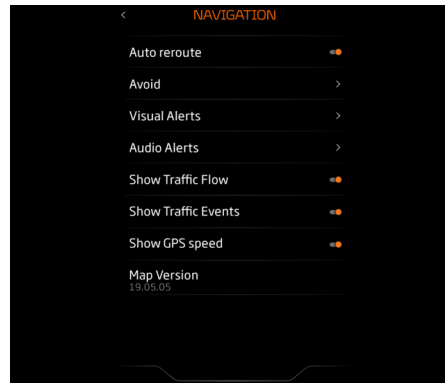 NAVIGATION
Auto reroute
Avoid
Visual Alerts
Audio Alerts
Show Traffic Flow
Show Traffic Events
Show GPS speed
Map Version
19.05.05